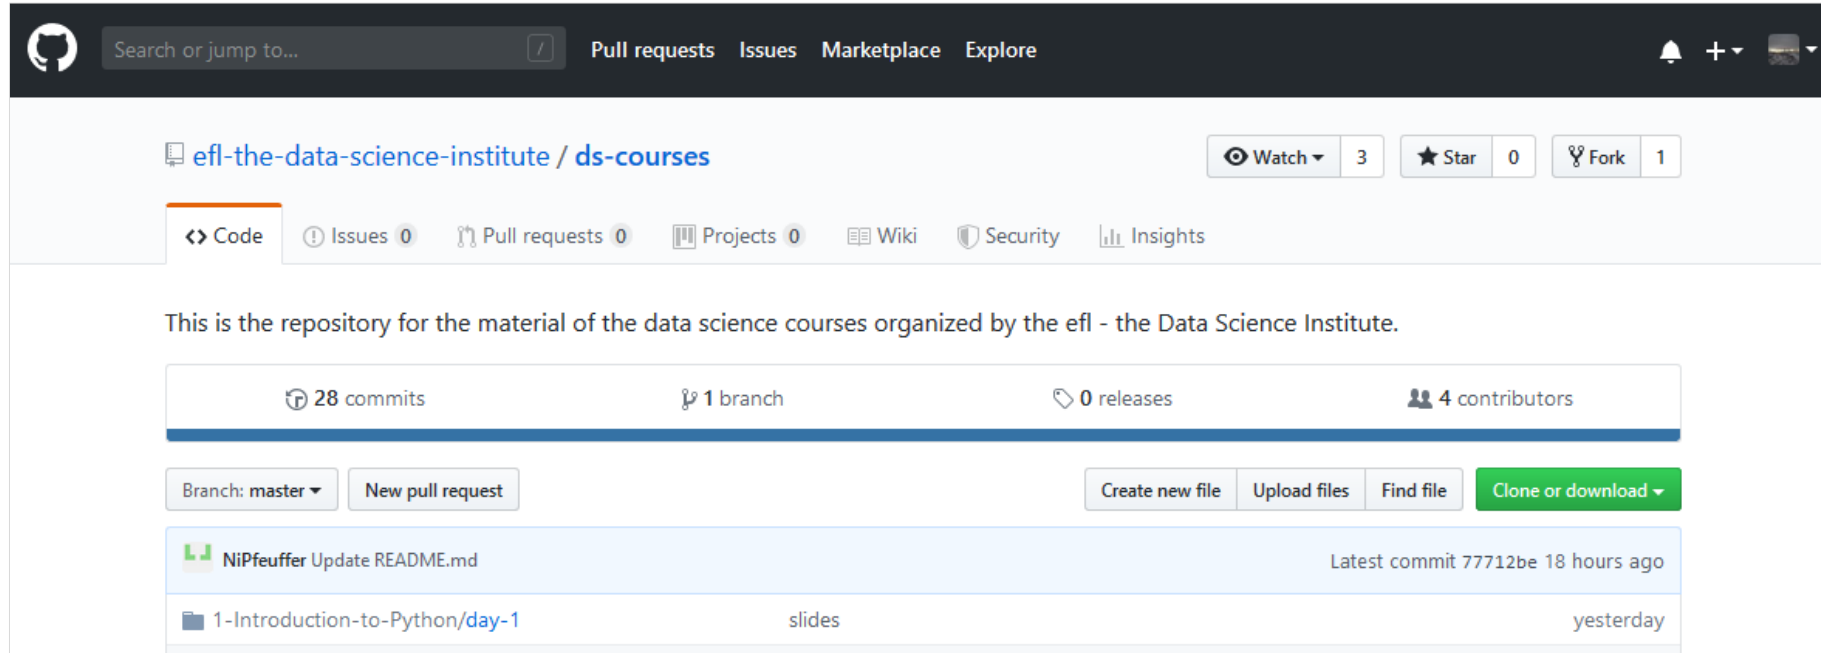 Search or jump to... / Pull requests Issues Marketplace Explore
efl-the-data-science-institute / ds-courses Watch 3 Star 0 Fork 1
Code Issues 0 Pull requests 0 Projects 0 Wiki Security Insights
This is the repository for the material of the data science courses organized by the efl - the Data Science Institute.
28 commits 1 branch 0 releases 4 contributors
Branch: master New pull request Create new file Upload files Find file Clone or download
NiPfeuffer Update README.md Latest commit 77712be 18 hours ago
1-Introduction-to-Python/day-1 slides yesterday